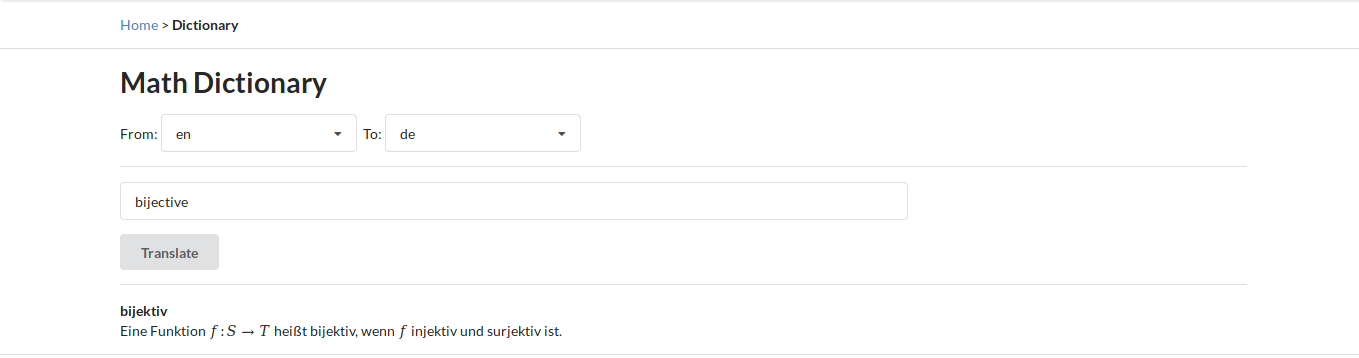 Home > Dictionary
Math Dictionary
From: en To: de
bijective
Translate
bijektiv
Eine Funktion f : S → T heißt bijektiv, wenn f injektiv und surjektiv ist.